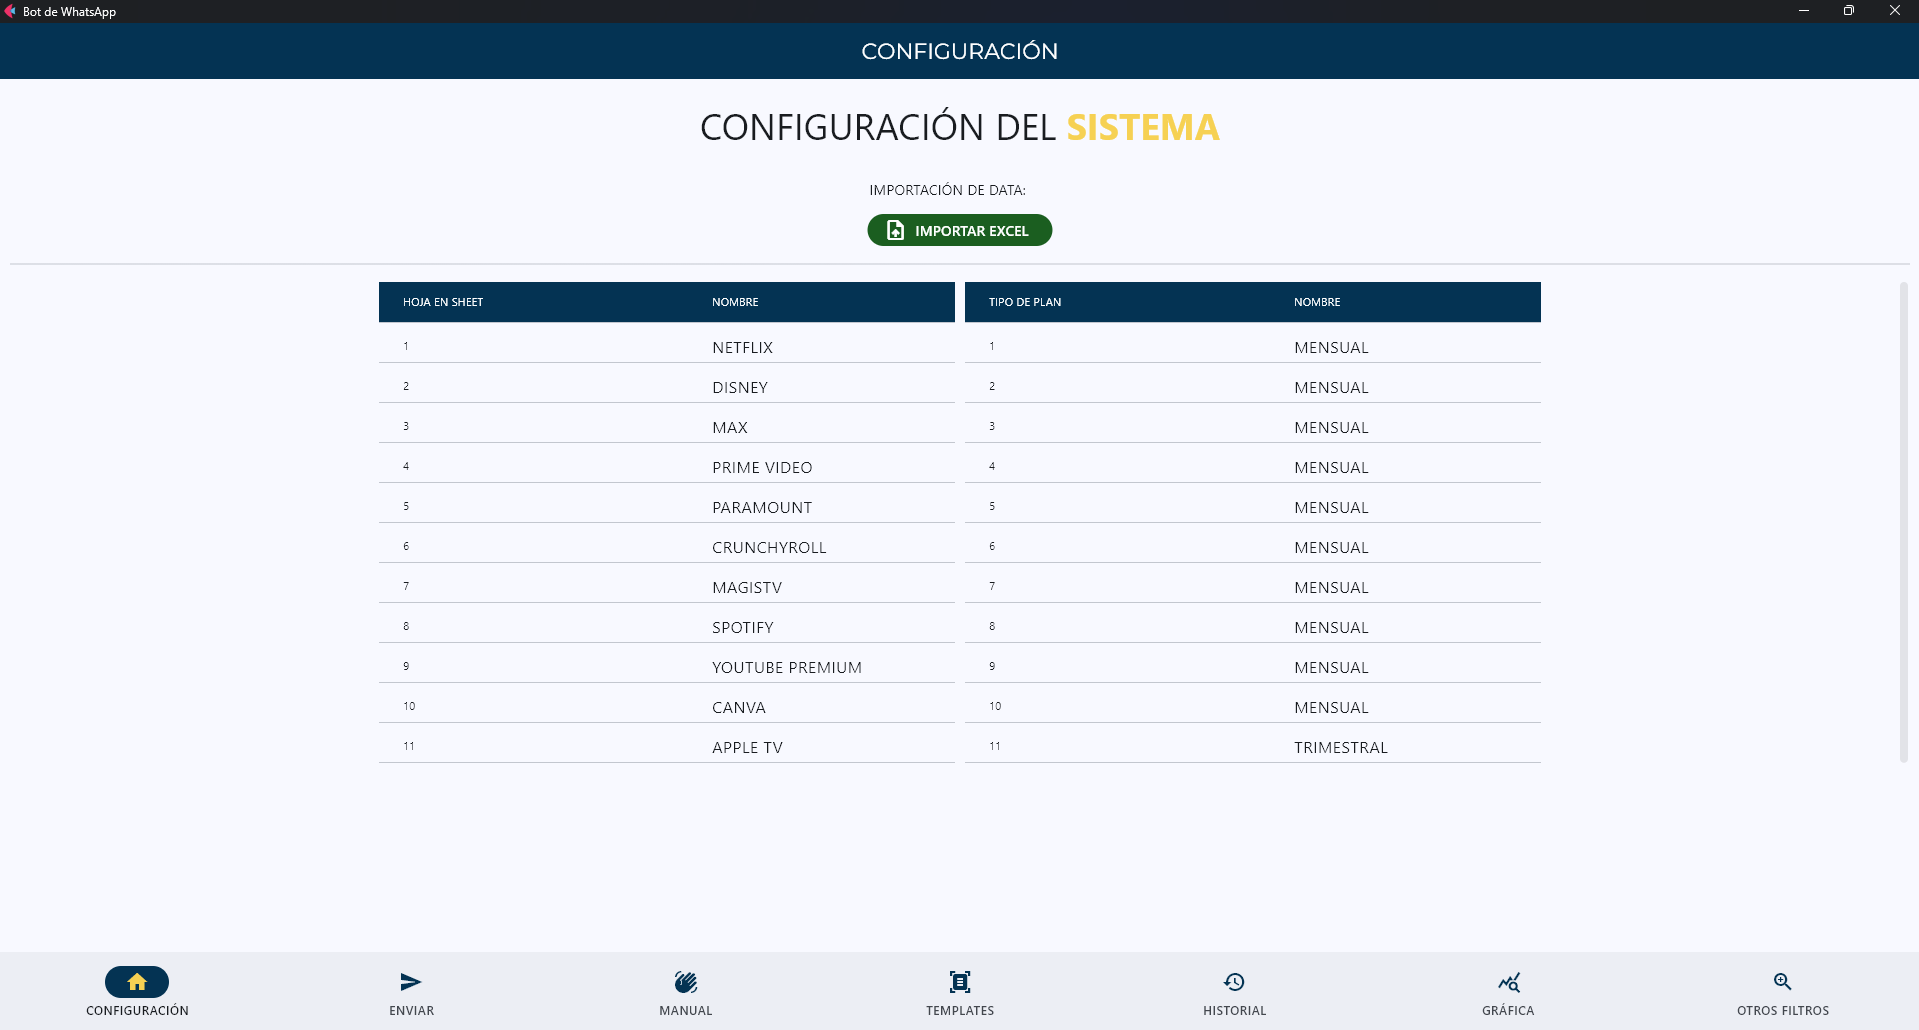 Bot de WhatsApp
CONFIGURACIÓN
CONFIGURACIÓN DEL SISTEMA
IMPORTACIÓN DE DATA:
IMPORTAR EXCEL
HOJA EN SHEET NOMBRE TIPO DE PLAN NOMBRE
1 NETFLIX 1 MENSUAL
2 DISNEY 2 MENSUAL
3 MAX 3 MENSUAL
4 PRIME VIDEO 4 MENSUAL
5 PARAMOUNT 5 MENSUAL
6 CRUNCHYROLL 6 MENSUAL
7 MAGISTV 7 MENSUAL
8 SPOTIFY 8 MENSUAL
9 YOUTUBE PREMIUM 9 MENSUAL
10 CANVA 10 MENSUAL
11 APPLE TV 11 TRIMESTRAL
CONFIGURACIÓN ENVIAR MANUAL TEMPLATES HISTORIAL GRÁFICA OTROS FILTROS